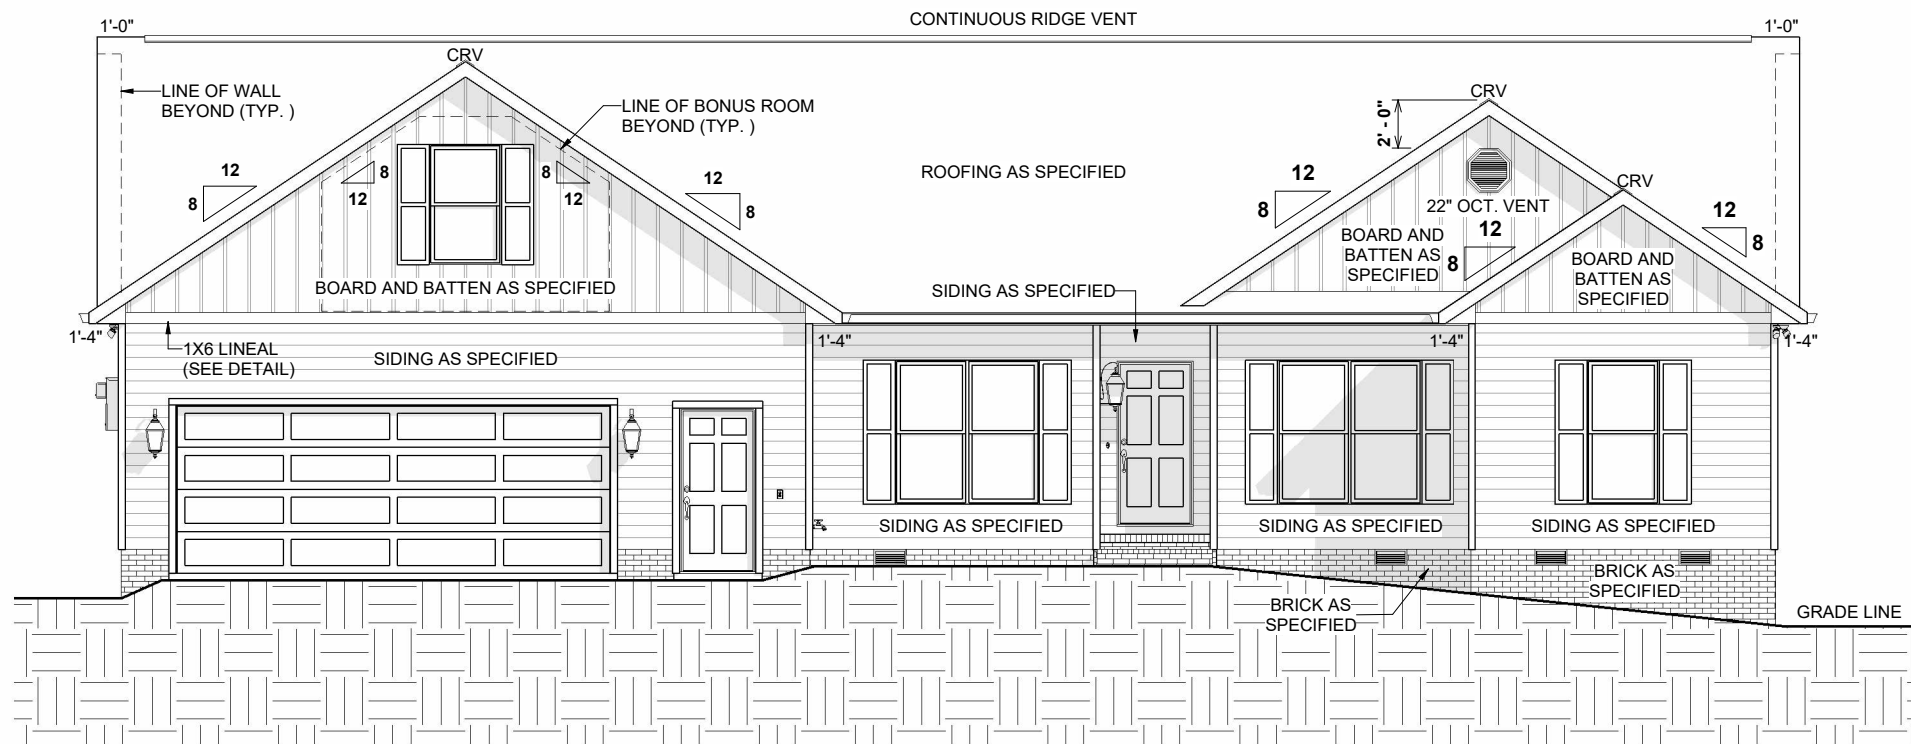 CONTINUOUS RIDGE VENT
1'-0"
1'-0"
CRV
LINE OF WALL
BEYOND (TYP. )
LINE OF BONUS ROOM
BEYOND (TYP. )
CRV
2' - 0"
12
8
8
12
8
12
12
8
ROOFING AS SPECIFIED
12
8
CRV
22" OCT. VENT
12
8
12
8
BOARD AND
BATTEN AS
SPECIFIED
BOARD AND
BATTEN AS
SPECIFIED
BOARD AND BATTEN AS SPECIFIED
SIDING AS SPECIFIED
1'-4"
1'-4"
1'-4"
1'-4"
1X6 LINEAL
(SEE DETAIL)
SIDING AS SPECIFIED
SIDING AS SPECIFIED
SIDING AS SPECIFIED
SIDING AS SPECIFIED
BRICK AS
SPECIFIED
BRICK AS
SPECIFIED
GRADE LINE